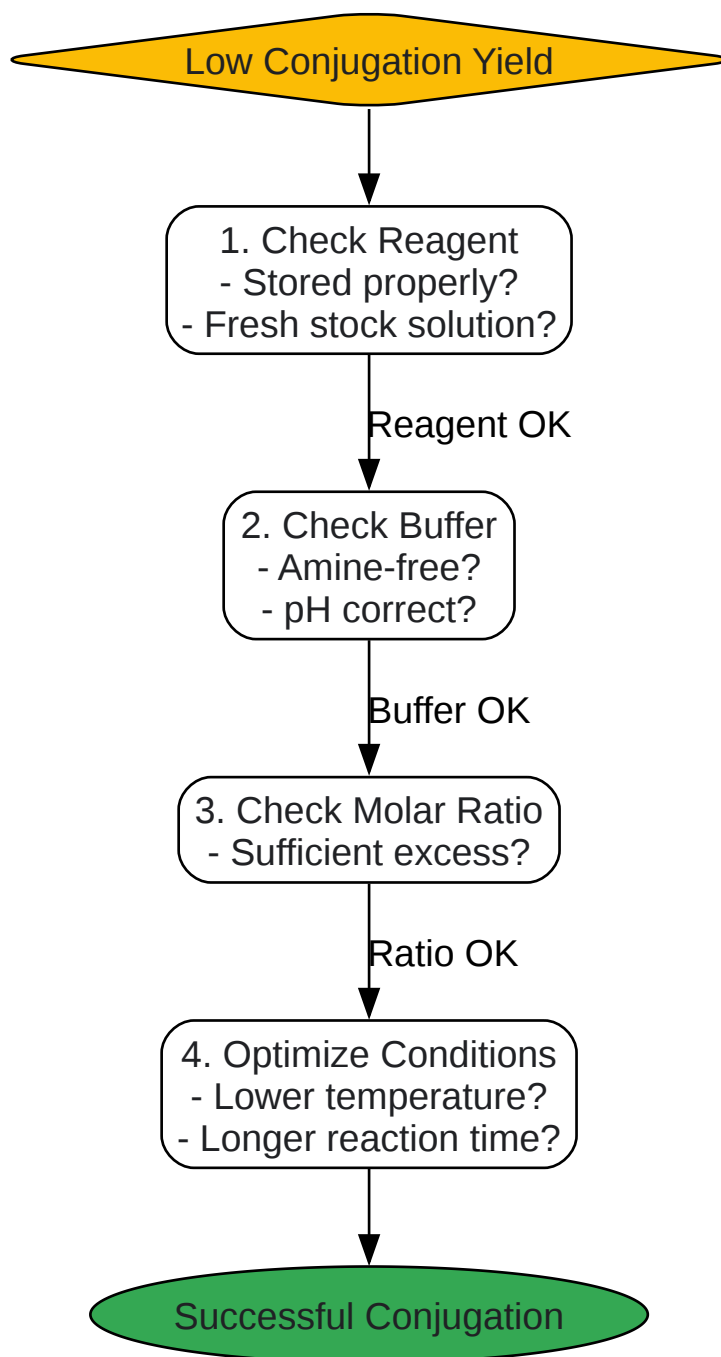 Low Conjugation Yield
1. Check Reagent
- Stored properly?
- Fresh stock solution?
Reagent OK
2. Check Buffer
- Amine-free?
- pH correct?
Buffer OK
3. Check Molar Ratio
- Sufficient excess?
Ratio OK
4. Optimize Conditions
- Lower temperature?
- Longer reaction time?
Successful Conjugation